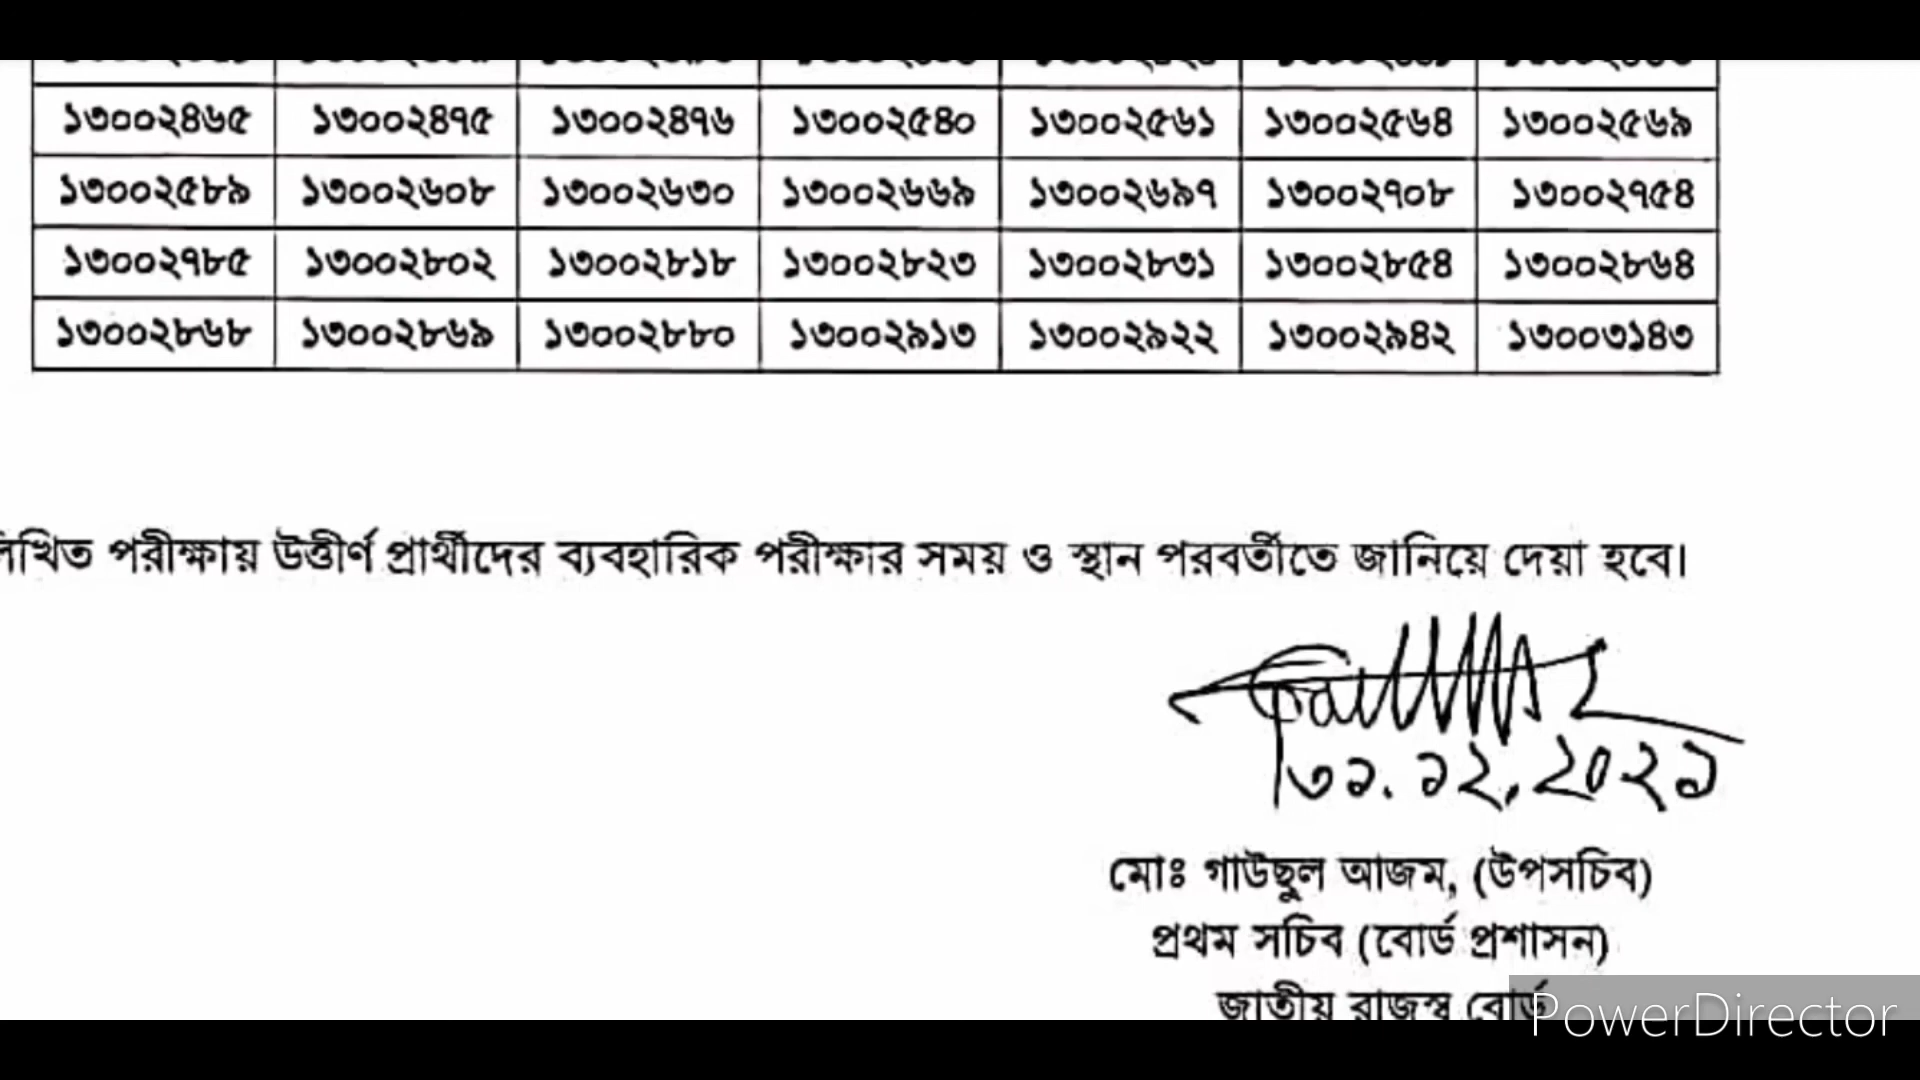 ১৩০০২৪৬৫ ১৩০০২৪৭৫ ১৩০০২৪৭৬ ১৩০০২৫৪০ ১৩০০২৫৬১ ১৩০০২৫৬৪ ১৩০০২৫৬৯
১৩০০২৫৮৯ ১৩০০২৬০৮ ১৩০০২৬৩০ ১৩০০২৬৬৯ ১৩০০২৬৯৭ ১৩০০২৭০৮ ১৩০০২৭৫৪
১৩০০২৭৮৫ ১৩০০২৮০২ ১৩০০২৮১৮ ১৩০০২৮২৩ ১৩০০২৮৩১ ১৩০০২৮৫৪ ১৩০০২৮৬৪
১৩০০২৮৬৮ ১৩০০২৮৬৯ ১৩০০২৮৮০ ১৩০০২৯১৩ ১৩০০২৯২২ ১৩০০২৯৪২ ১৩০০৩১৪৩
লিখিত পরীক্ষায় উত্তীর্ণ প্রার্থীদের ব্যবহারিক পরীক্ষার সময় ও স্থান পরবর্তীতে জানিয়ে দেয়া হবে।
৩১.১২.২০২১
মোঃ গাউছুল আজম, (উপসচিব)
প্রথম সচিব (বোর্ড প্রশাসন)
জাতীয় রাজস্ব বোর্ড
PowerDirector